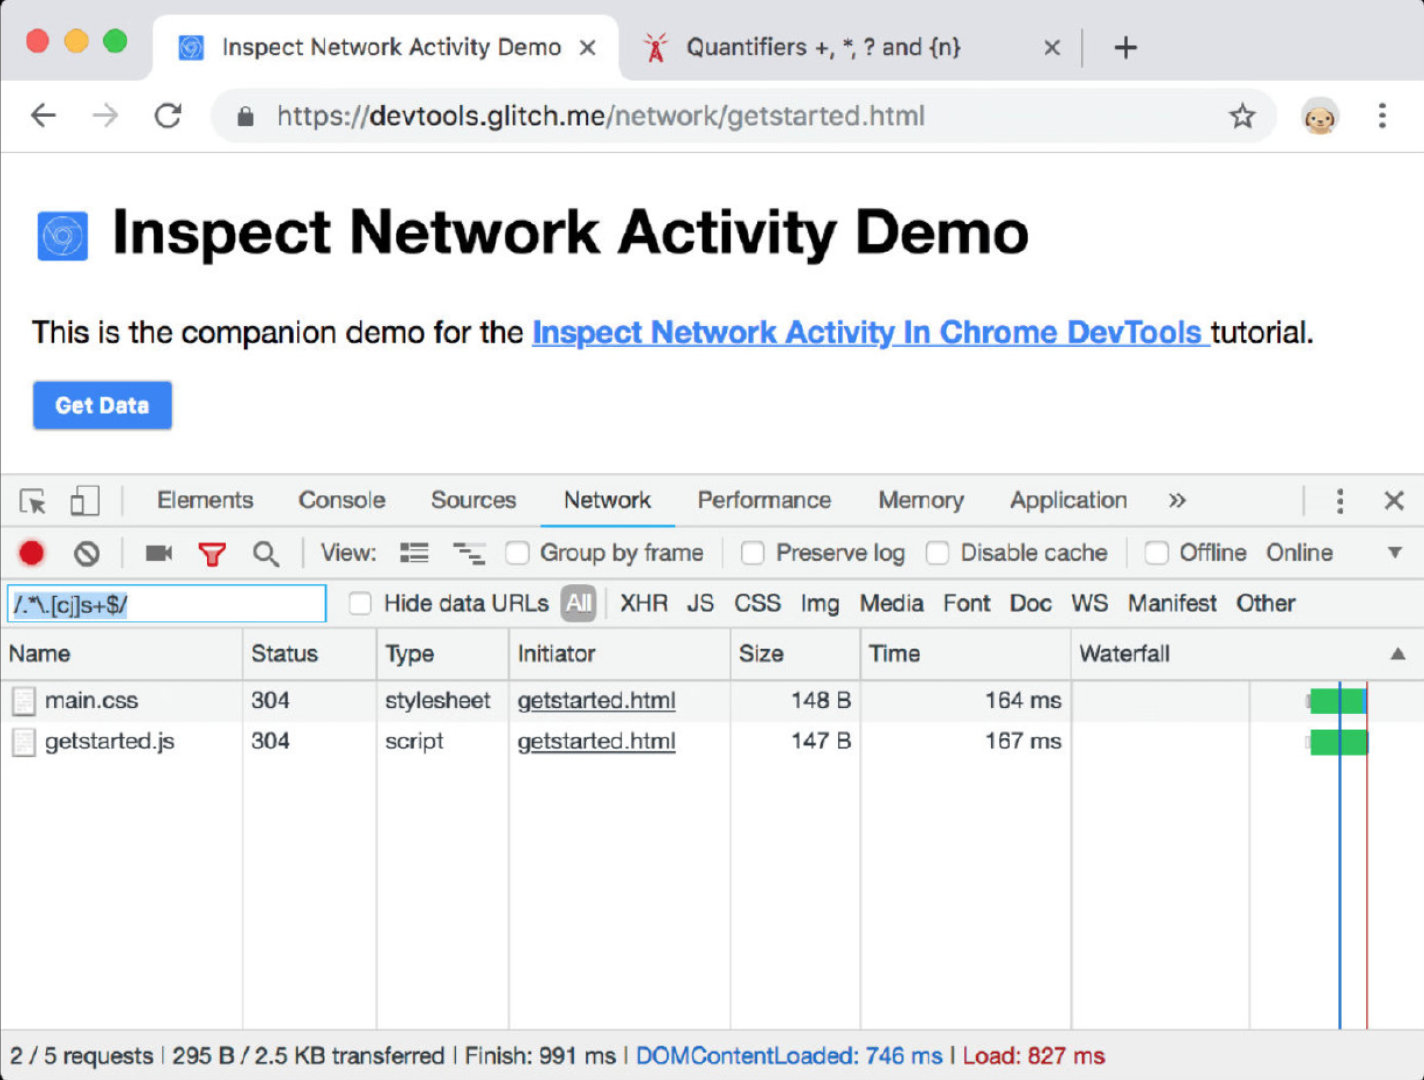 Inspect Network Activity Demo
Quantifiers +, *, ? and {n}
https://devtools.glitch.me/network/getstarted.html
Inspect Network Activity Demo
This is the companion demo for the Inspect Network Activity In Chrome DevTools tutorial.
Get Data
Elements Console Sources Network Performance Memory Application »
View: Group by frame Preserve log Disable cache Offline Online
/.*\.[cj]s+$/ Hide data URLs All XHR JS CSS Img Media Font Doc WS Manifest Other
Name Status Type Initiator Size Time Waterfall
main.css 304 stylesheet getstarted.html 148 B 164 ms
getstarted.js 304 script getstarted.html 147 B 167 ms
2 / 5 requests | 295 B / 2.5 KB transferred | Finish: 991 ms | DOMContentLoaded: 746 ms | Load: 827 ms